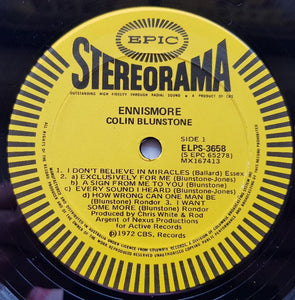 EPIC
STEREORAMA
OUTSTANDING HIGH FIDELITY THROUGH RADIAL SOUND • A PRODUCT OF CBS
ENNISMORE
COLIN BLUNSTONE
SIDE 1
ELPS-3658
(S EPC 65278)
MX167413
1. I DON'T BELIEVE IN MIRACLES (Ballard) Essex
2. a) EXCLUSIVELY FOR ME (Blunstone-Jones)
b) A SIGN FROM ME TO YOU (Blunstone) c)
EVERY SOUND I HEARD (Blunstone-Jones)
d) HOW WRONG CAN ONE MAN BE
(Blunstone) Rondor 3. I WANT
SOME MORE (Blunstone) Rondor
Produced by Chris White & Rod
Argent of Nexus Productions
for Active Records
℗1972 CBS, Records